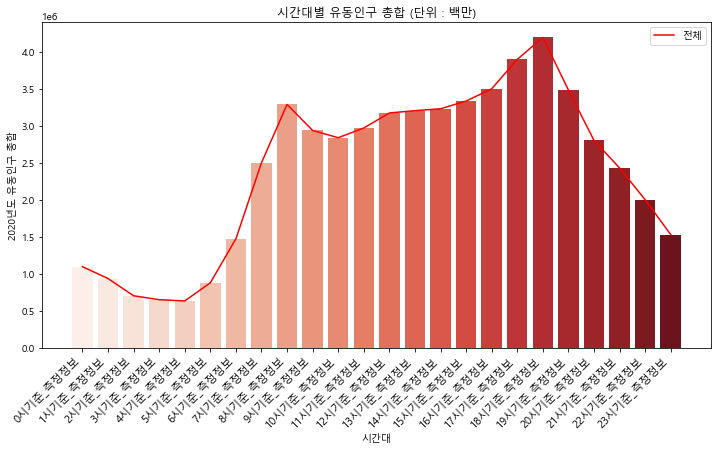 시간대별 유동인구 총합 (단위 : 백만)
1e6
전체
4.0
3.5
3.0
2.5
2.0
1.5
1.0
0.5
0.0
2020년도 유동인구 총합
0시기준_측정정보
1시기준_측정정보
2시기준_측정정보
3시기준_측정정보
4시기준_측정정보
5시기준_측정정보
6시기준_측정정보
7시기준_측정정보
8시기준_측정정보
9시기준_측정정보
10시기준_측정정보
11시기준_측정정보
12시기준_측정정보
13시기준_측정정보
14시기준_측정정보
15시기준_측정정보
16시기준_측정정보
17시기준_측정정보
18시기준_측정정보
19시기준_측정정보
20시기준_측정정보
21시기준_측정정보
22시기준_측정정보
23시기준_측정정보
시간대